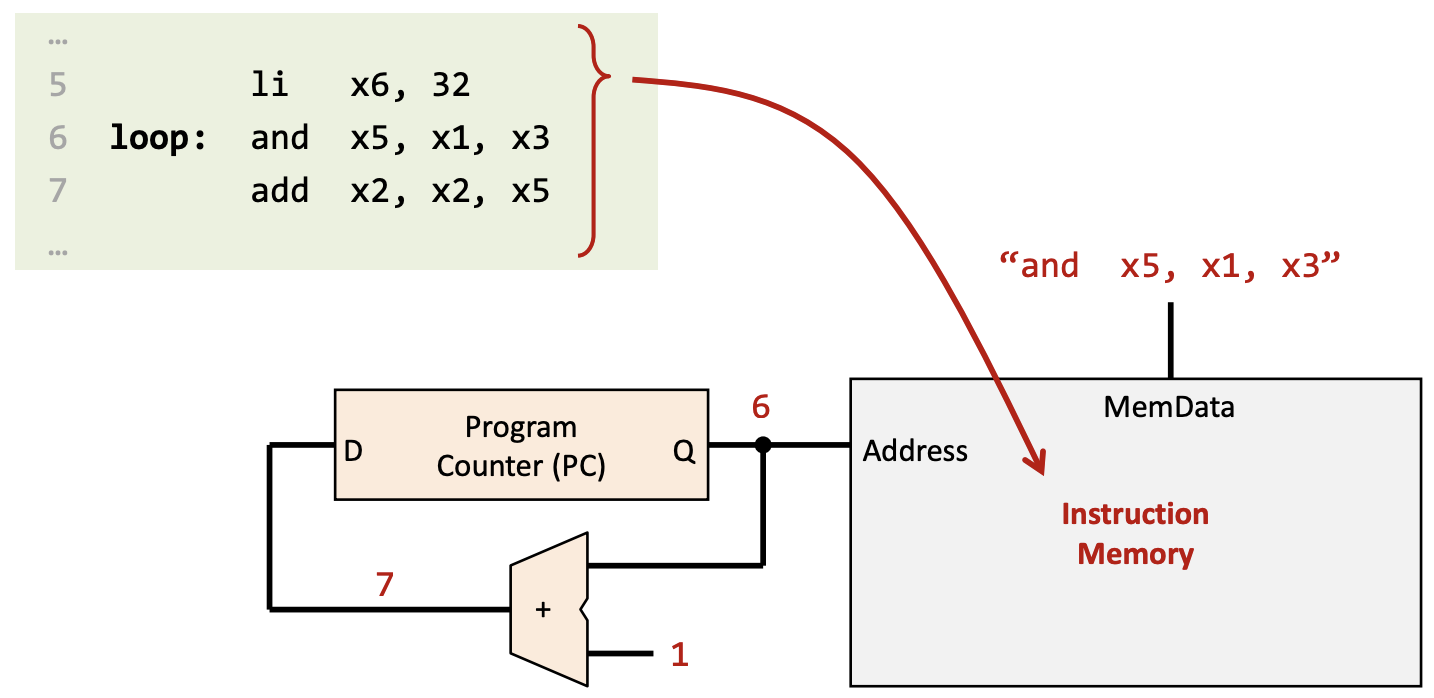 …
5 li x6, 32
6 loop: and x5, x1, x3
7 add x2, x2, x5
…
“and x5, x1, x3”
MemData
6
Program
Counter (PC)
D
Q
Address
Instruction
Memory
7
+
1